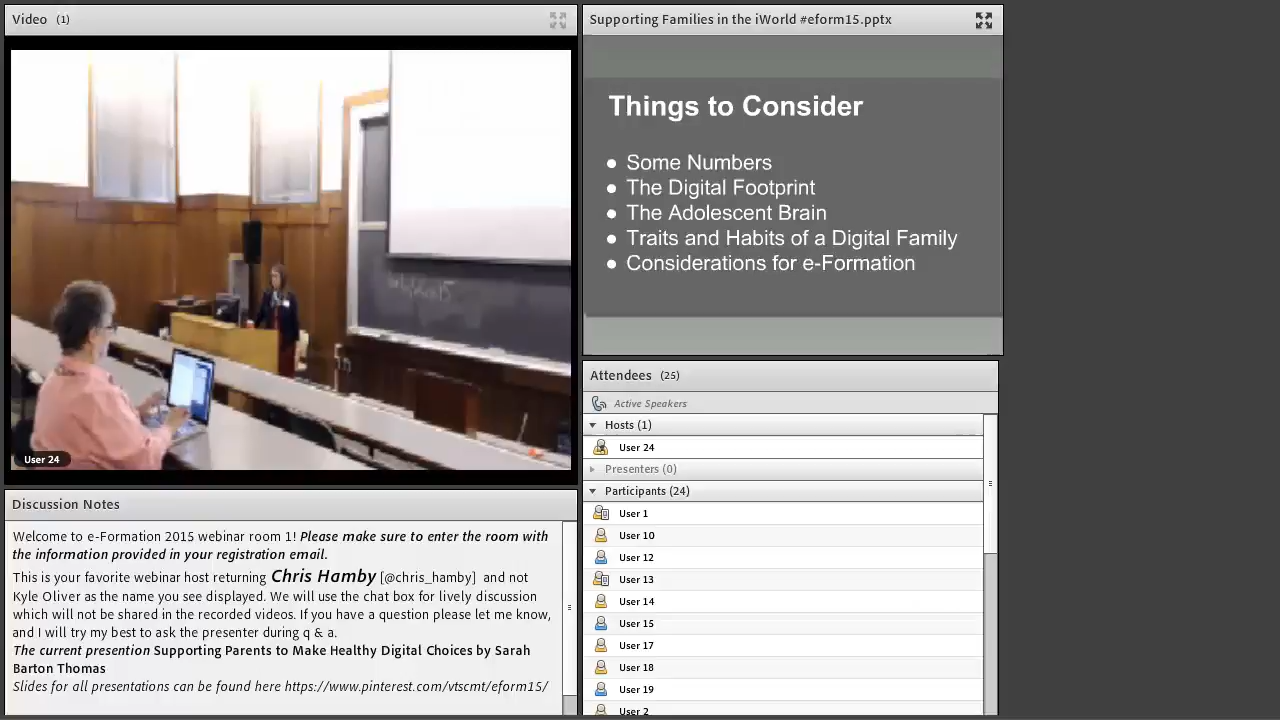 Video (1)
User 24
Supporting Families in the iWorld #eform15.pptx
Things to Consider
● Some Numbers
● The Digital Footprint
● The Adolescent Brain
● Traits and Habits of a Digital Family
● Considerations for e-Formation
Attendees (25)
Active Speakers
Hosts (1)
User 24
Presenters (0)
Participants (24)
User 1
User 10
User 12
User 13
User 14
User 15
User 17
User 18
User 19
User 2
Discussion Notes
Welcome to e-Formation 2015 webinar room 1! Please make sure to enter the room with
the information provided in your registration email.
This is your favorite webinar host returning Chris Hamby [@chris_hamby] and not
Kyle Oliver as the name you see displayed. We will use the chat box for lively discussion
which will not be shared in the recorded videos. If you have a question please let me know,
and I will try my best to ask the presenter during q & a.
The current presention Supporting Parents to Make Healthy Digital Choices by Sarah
Barton Thomas
Slides for all presentations can be found here https://www.pinterest.com/vtscmt/eform15/